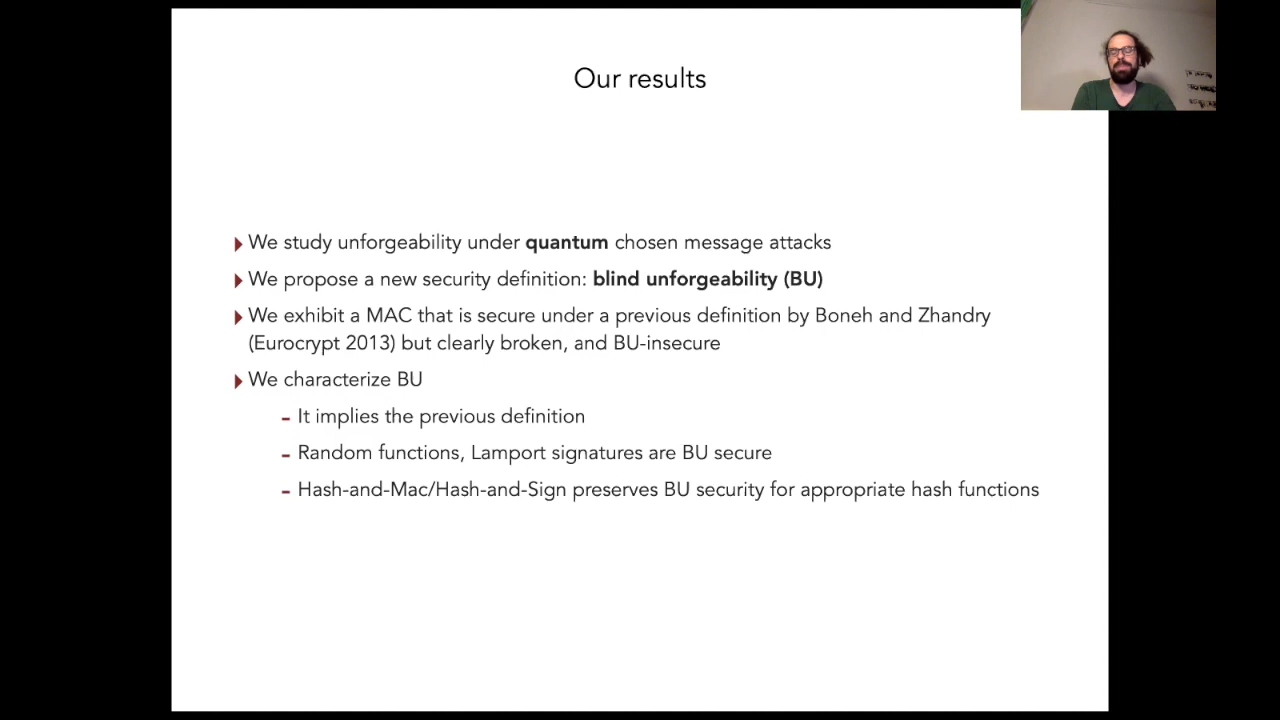 Our results
We study unforgeability under quantum chosen message attacks
We propose a new security definition: blind unforgeability (BU)
We exhibit a MAC that is secure under a previous definition by Boneh and Zhandry
(Eurocrypt 2013) but clearly broken, and BU-insecure
We characterize BU
- It implies the previous definition
- Random functions, Lamport signatures are BU secure
- Hash-and-Mac/Hash-and-Sign preserves BU security for appropriate hash functions